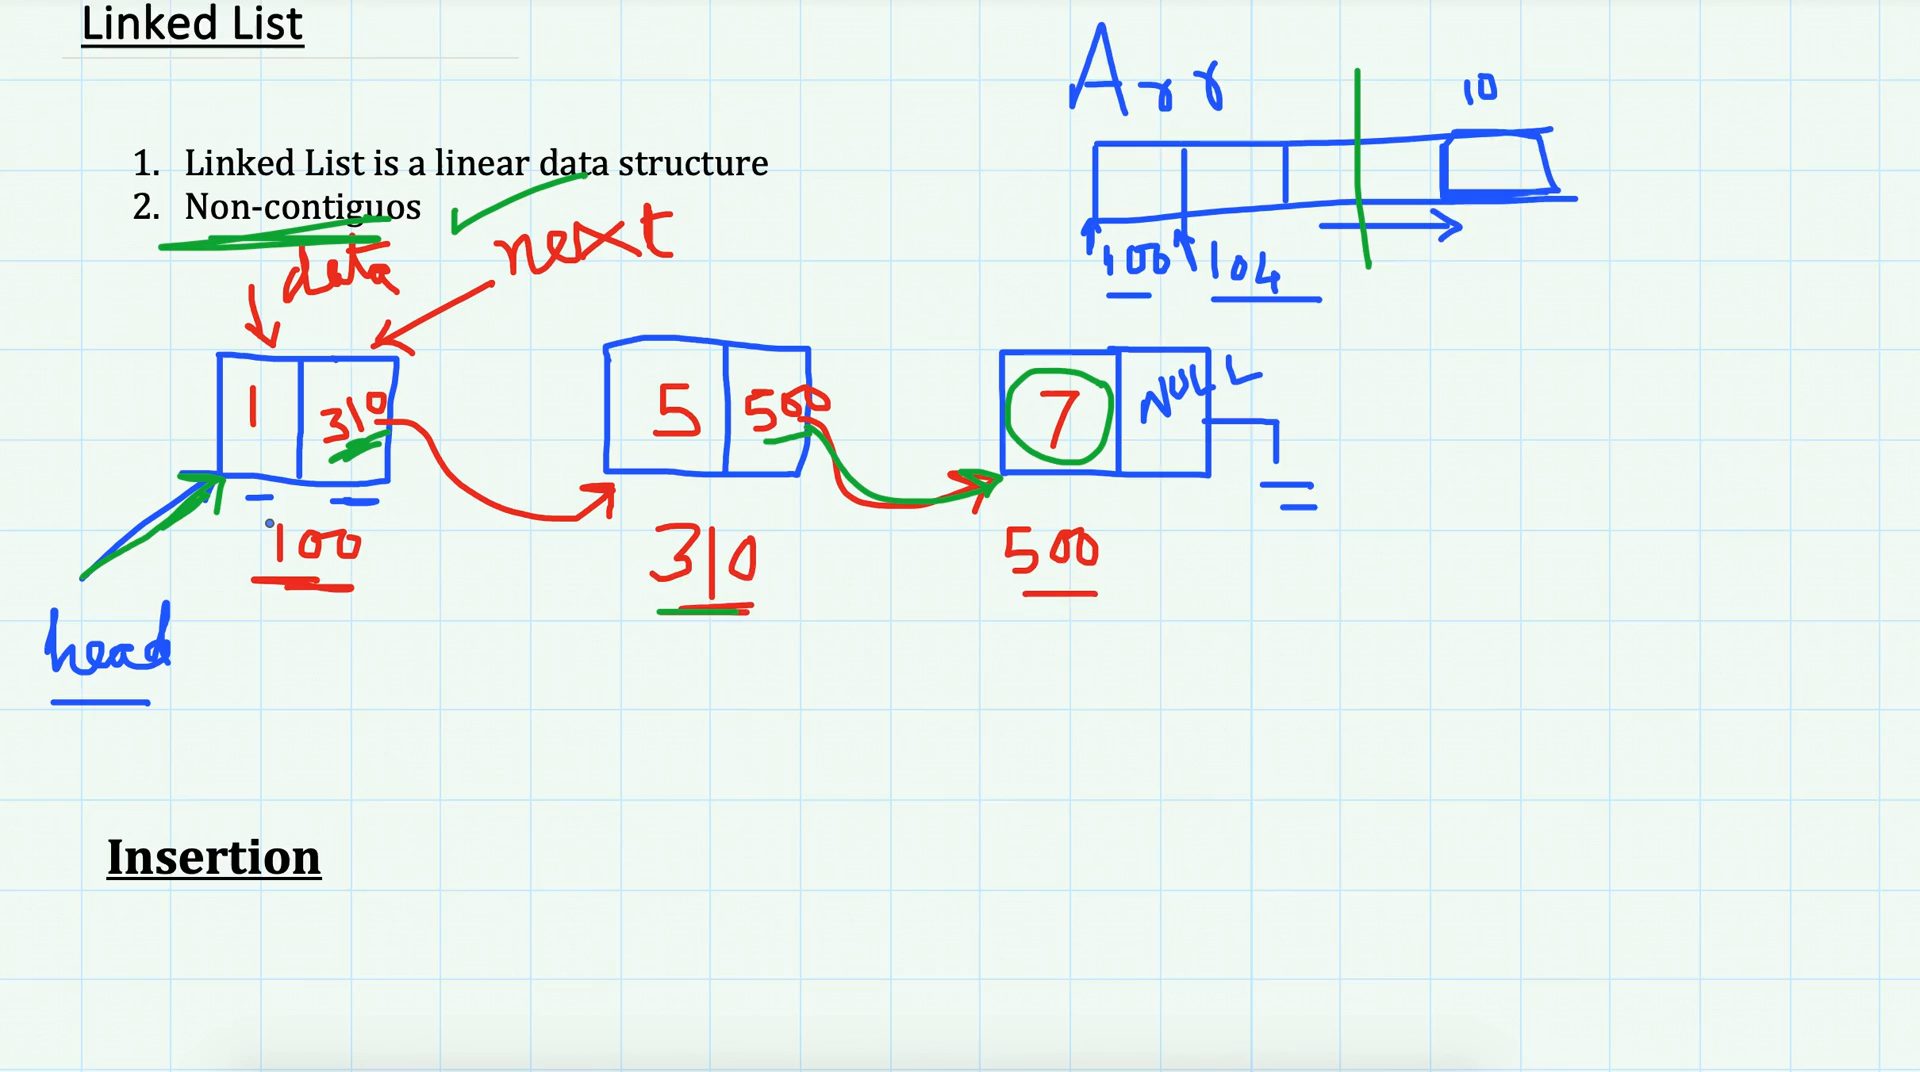 Linked List
Arr
10
1. Linked List is a linear data structure
2. Non-contiguos
100 104
data next
1 310 5 500 7 NULL
100 310 500
head
Insertion